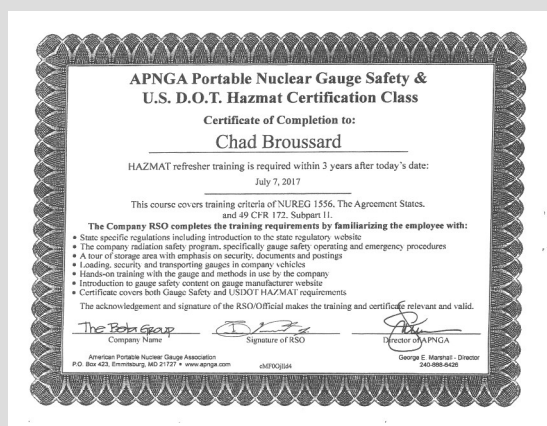 APNGA Portable Nuclear Gauge Safety &
U.S. D.O.T. Hazmat Certification Class
Certificate of Completion to:
Chad Broussard
HAZMAT refresher training is required within 3 years after today's date:
July 7, 2017
This course covers training criteria of NUREG 1556. The Agreement States.
and 49 CFR 172. Subpart H.
The Company RSO completes the training requirements by familiarizing the employee with:
• State specific regulations including introduction to the state regulatory website
• The company radiation safety program, specifically gauge safety operating and emergency procedures
• A tour of storage area with emphasis on security, documents and postings
• Loading, security and transporting gauges in company vehicles
• Hands-on training with the gauge and methods in use by the company
• Introduction to gauge safety content on gauge manufacturer website
• Certificate covers both Gauge Safety and USDOT HAZMAT requirements
The acknowledgement and signature of the RSO/Official makes the training and certificate relevant and valid.
The Beta Group
Company Name
Signature of RSO
Director of APNGA
American Portable Nuclear Gauge Association
P.O. Box 423, Emmitsburg, MD 21727 • www.apnga.com
George E. Marshall - Director
240-888-6426